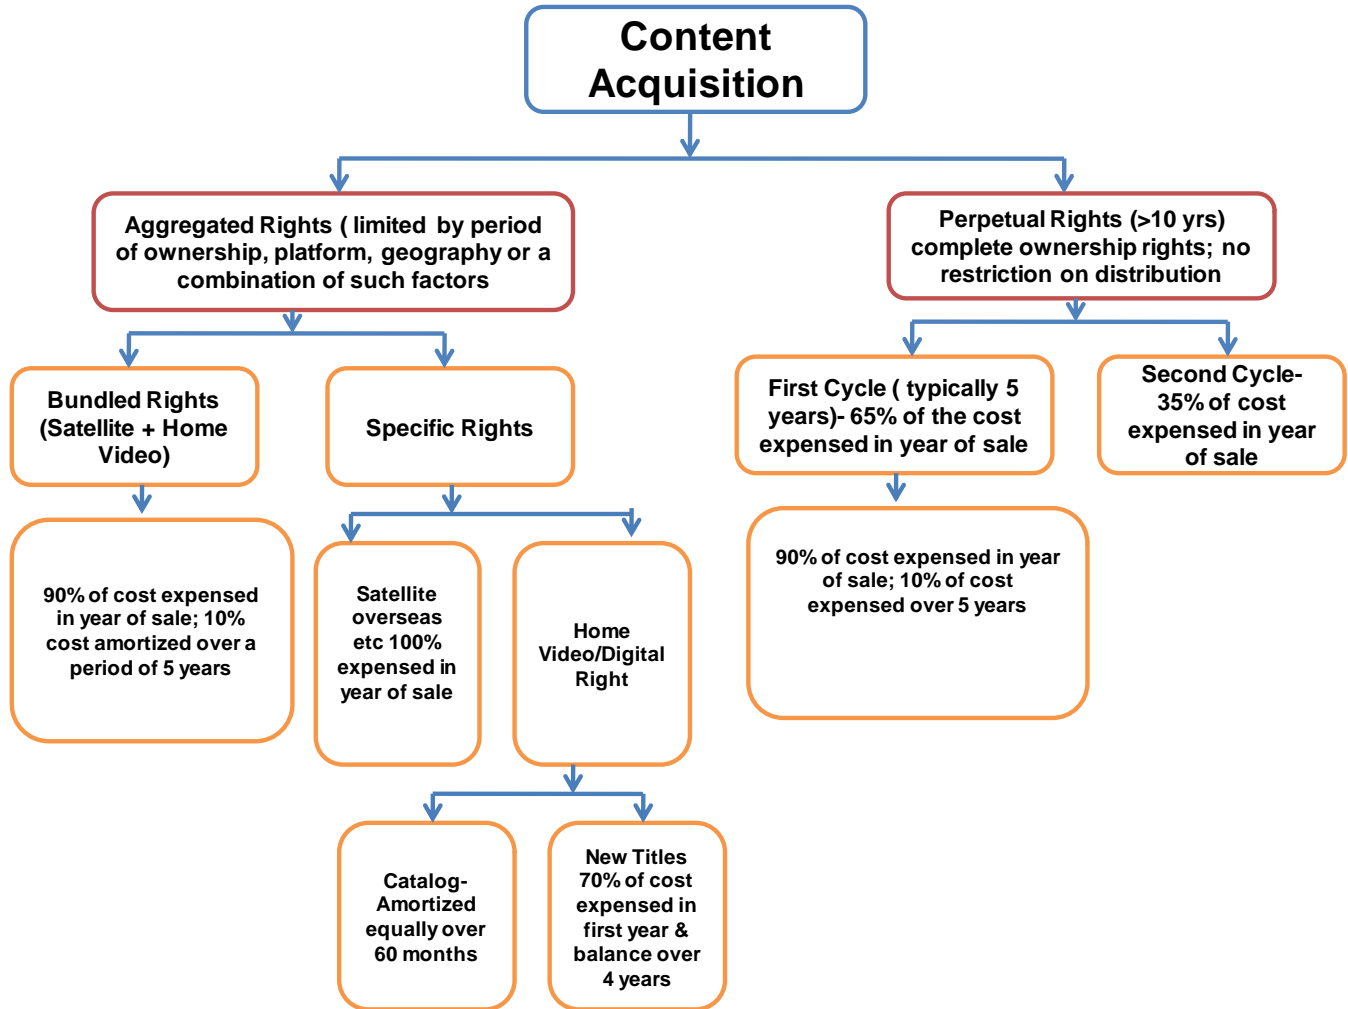 Content
Acquisition
Aggregated Rights ( limited by period
of ownership, platform, geography or a
combination of such factors
Perpetual Rights (>10 yrs)
complete ownership rights; no
restriction on distribution
Bundled Rights
(Satellite + Home
Video)
Specific Rights
First Cycle ( typically 5
years)- 65% of the cost
expensed in year of sale
Second Cycle-
35% of cost
expensed in year
of sale
90% of cost expensed
in year of sale; 10%
cost amortized over a
period of 5 years
Satellite
overseas
etc 100%
expensed in
year of sale
Home
Video/Digital
Right
90% of cost expensed in year
of sale; 10% of cost
expensed over 5 years
Catalog-
Amortized
equally over
60 months
New Titles
70% of cost
expensed in
first year &
balance over
4 years